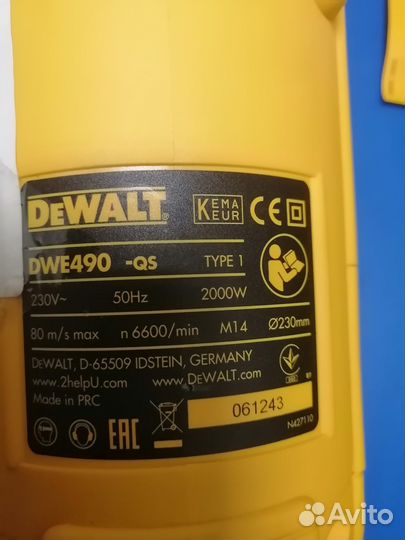 DEWALT
KEMA
KEUR
CE
DWE490 -QS TYPE 1
230V~ 50Hz 2000W
80 m/s max n 6600/min M14 Ø230mm
DEWALT, D-65509 IDSTEIN, GERMANY
www.2helpU.com www.DEWALT.com
Made in PRC
EAC
061243
N427110
Avito